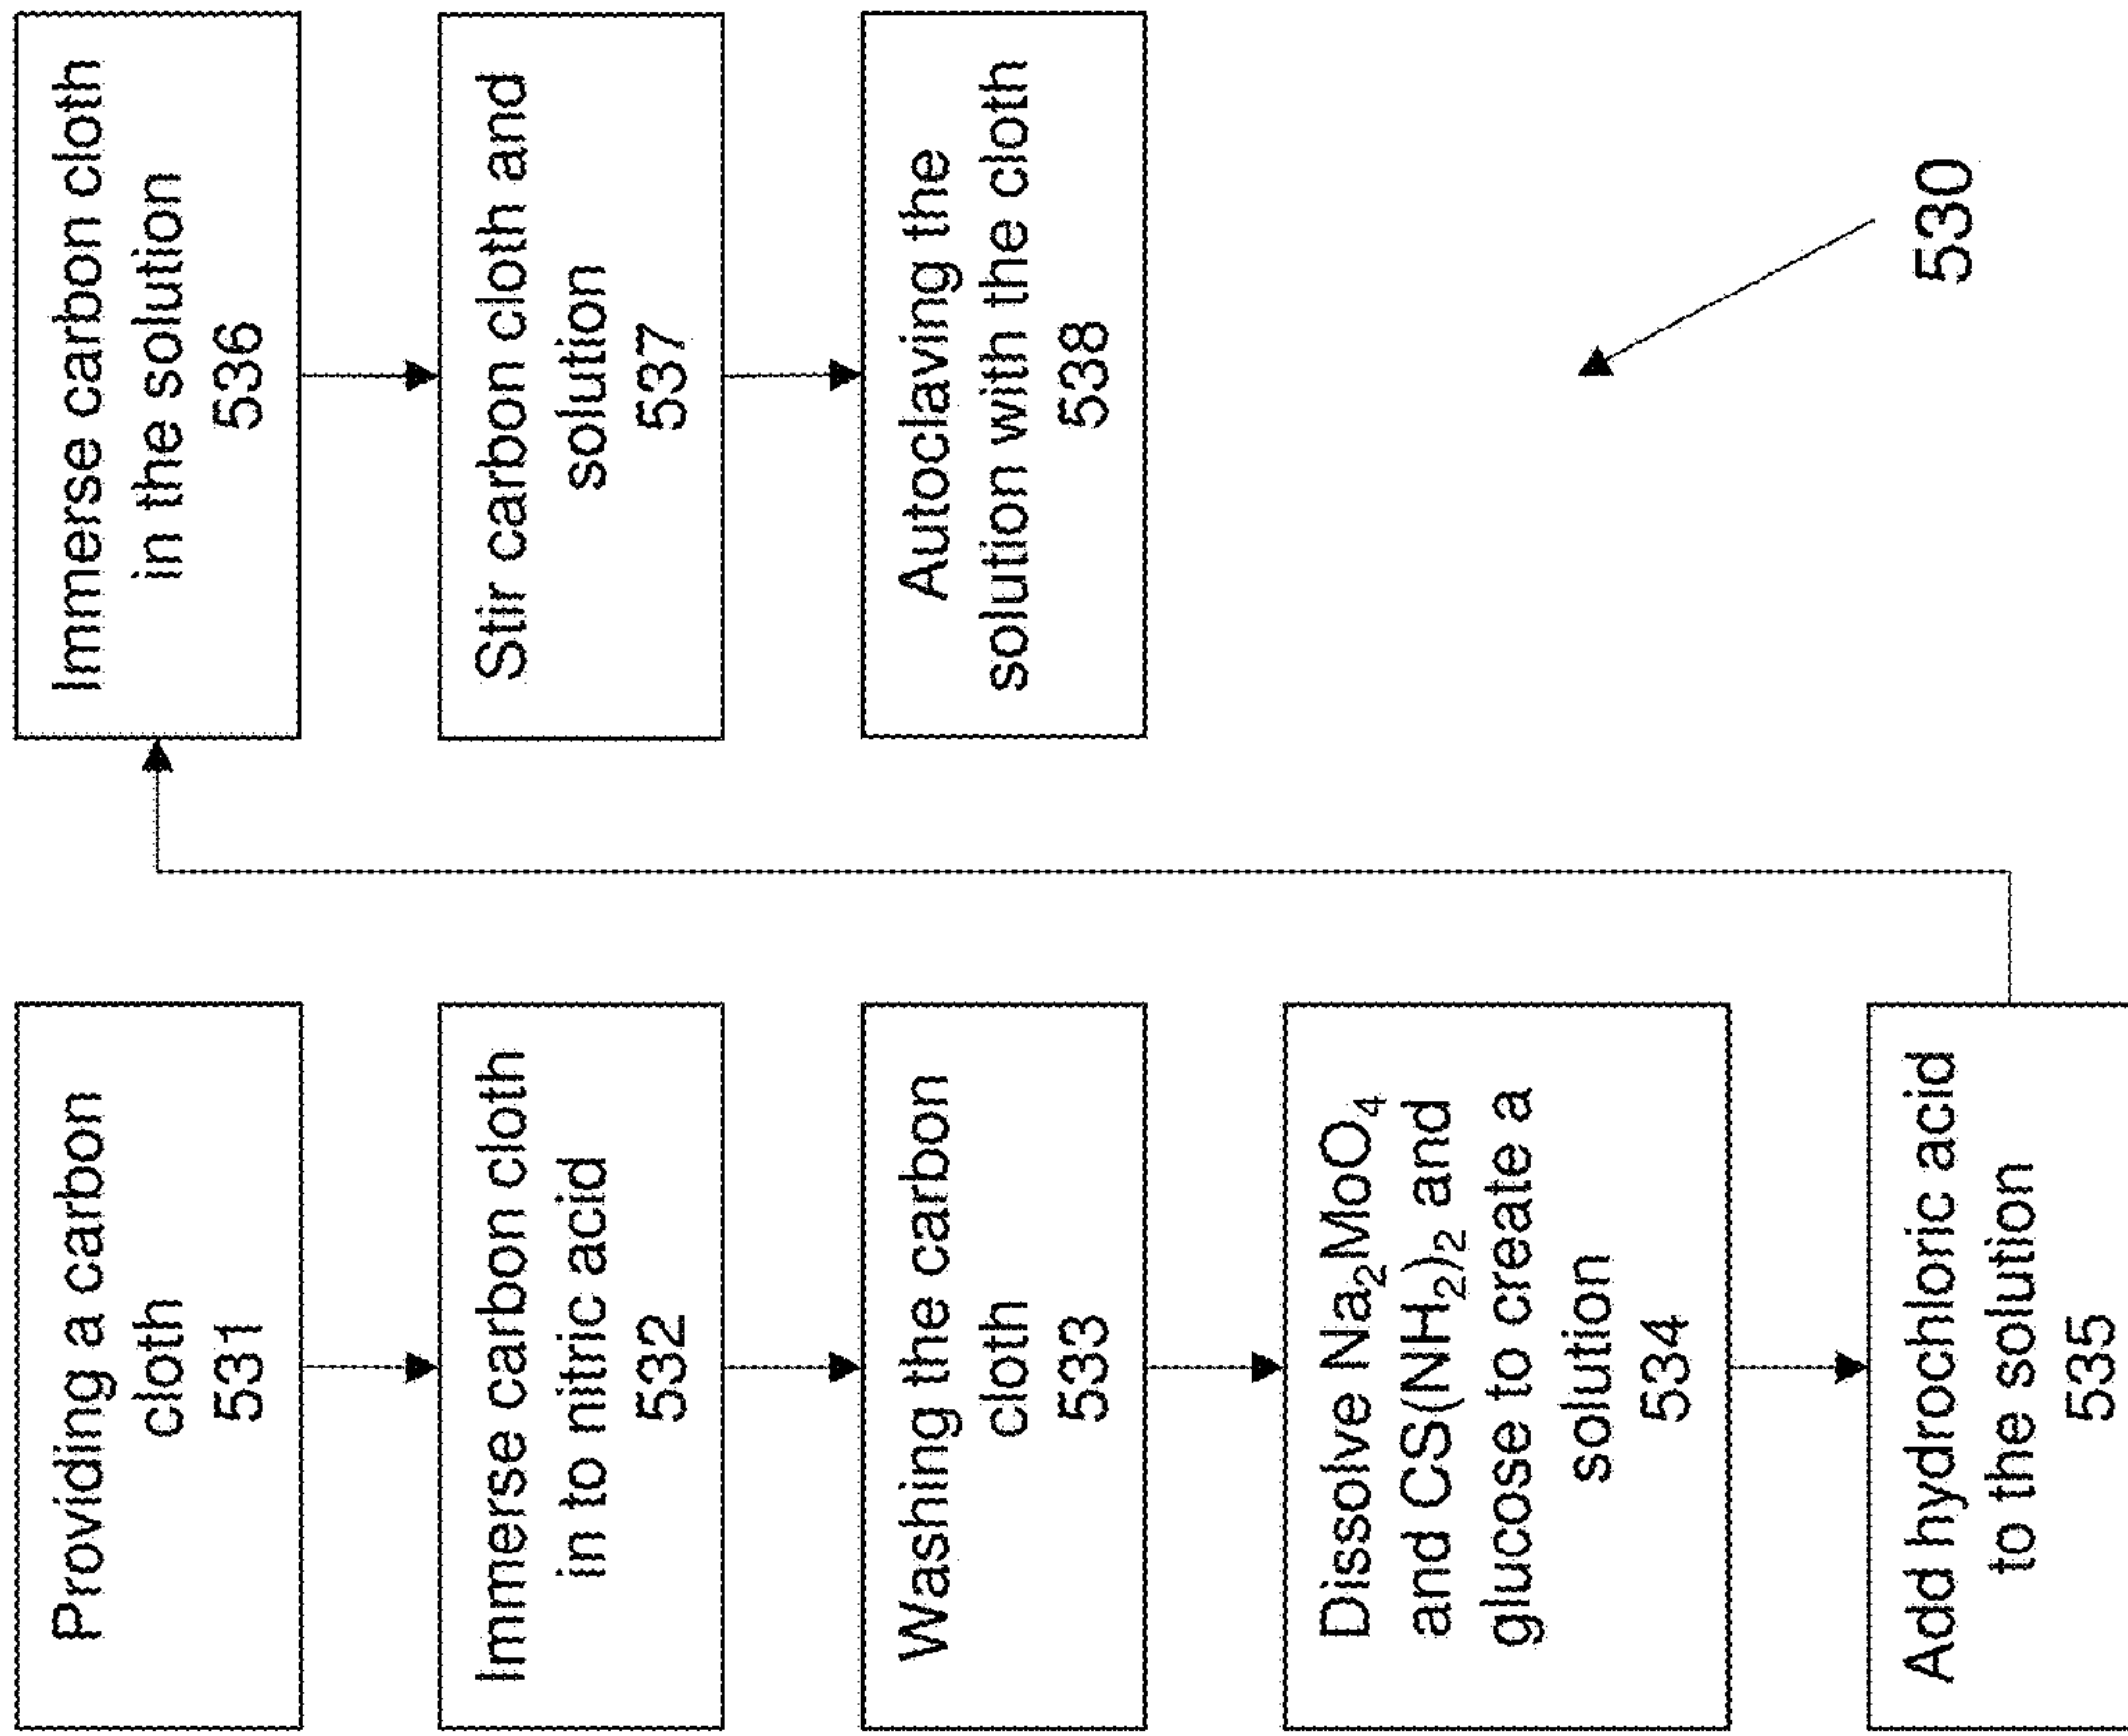 Providing a carbon
cloth
531
Immerse carbon cloth
in to nitric acid
532
Washing the carbon
cloth
533
Dissolve Na₂MoO₄
and CS(NH₂)₂ and
glucose to create a
solution
534
Add hydrochloric acid
to the solution
535
Immerse carbon cloth
in the solution
536
Stir carbon cloth and
solution
537
Autoclaving the
solution with the cloth
538
530